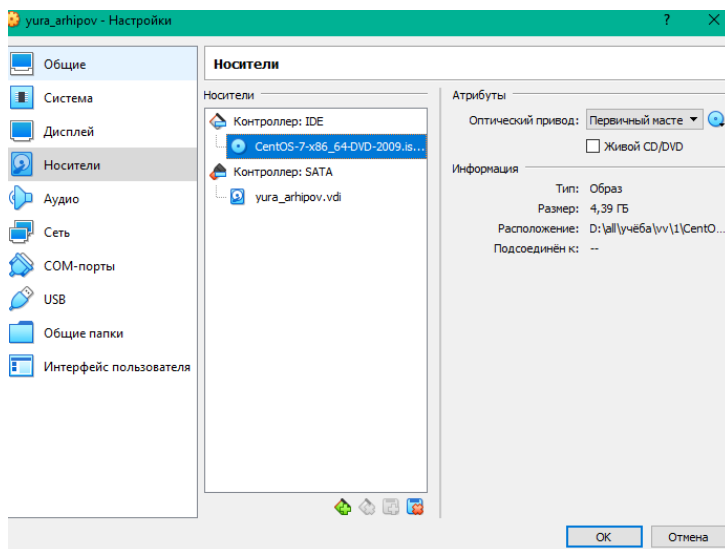 yura_arhipov - Настройки
?
Общие
Система
Дисплей
Носители
Аудио
Сеть
COM-порты
USB
Общие папки
Интерфейс пользователя
Носители
Носители
Контроллер: IDE
CentOS-7-x86_64-DVD-2009.is...
Контроллер: SATA
yura_arhipov.vdi
Атрибуты
Оптический привод: Первичный масте
Живой CD/DVD
Информация
Тип: Образ
Размер: 4,39 ГБ
Расположение: D:\all\учёба\vv\1\CentO...
Подсоединён к: --
OK
Отмена